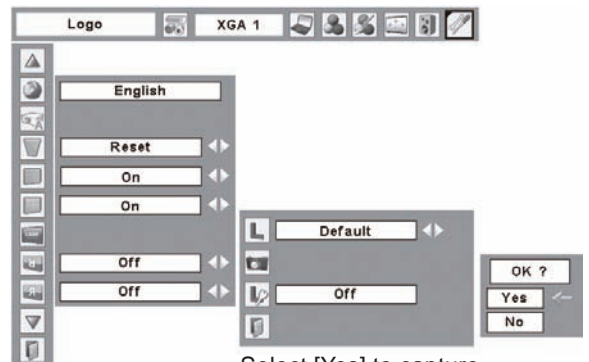 Logo
XGA 1
English
Reset
On
On
Off
Off
Default
Off
OK ?
Yes
No
Select [Yes] to capture